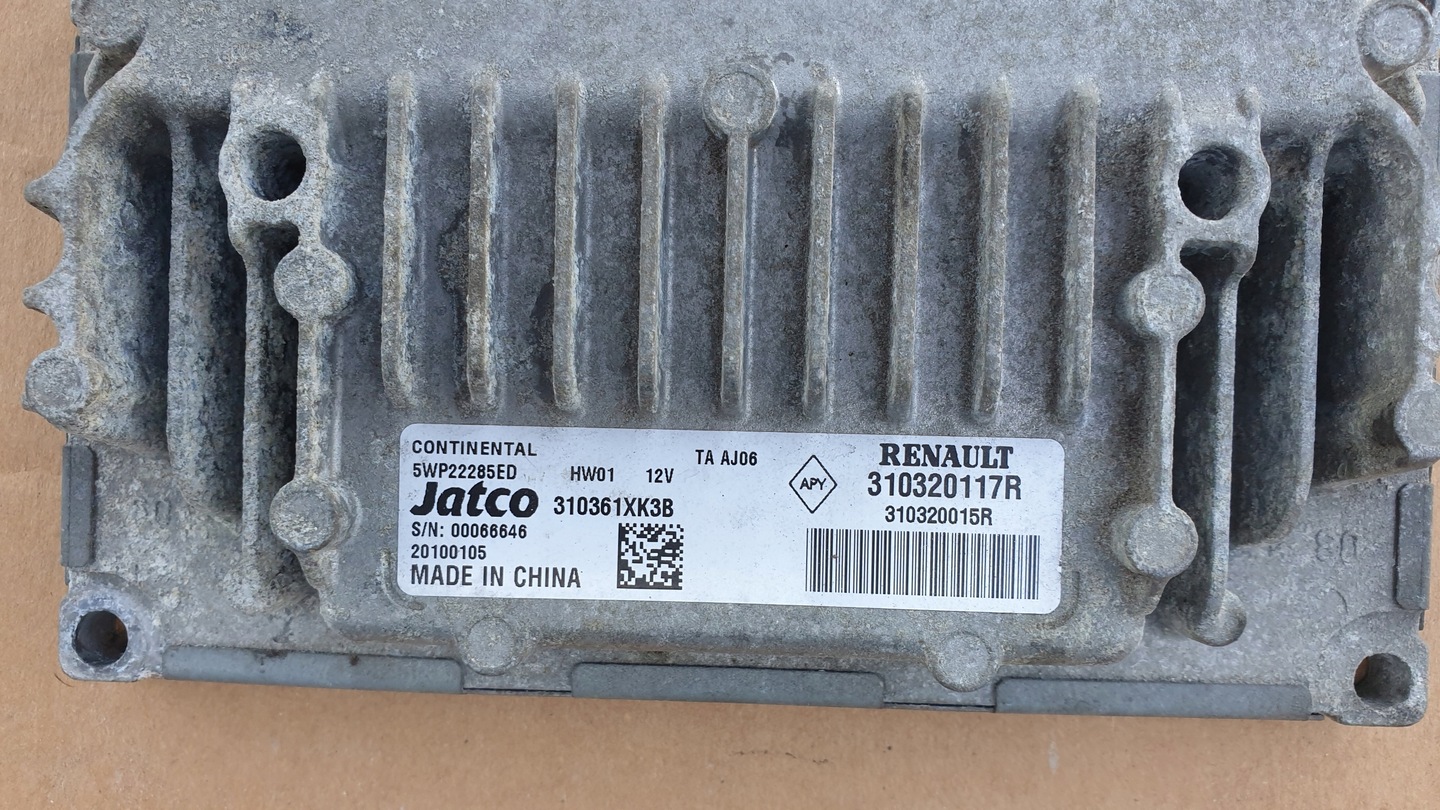 CONTINENTAL
5WP22285ED HW01 12V TA AJ06
Jatco 310361XK3B
S/N: 00066646
20100105
MADE IN CHINA
APY
RENAULT
310320117R
310320015R